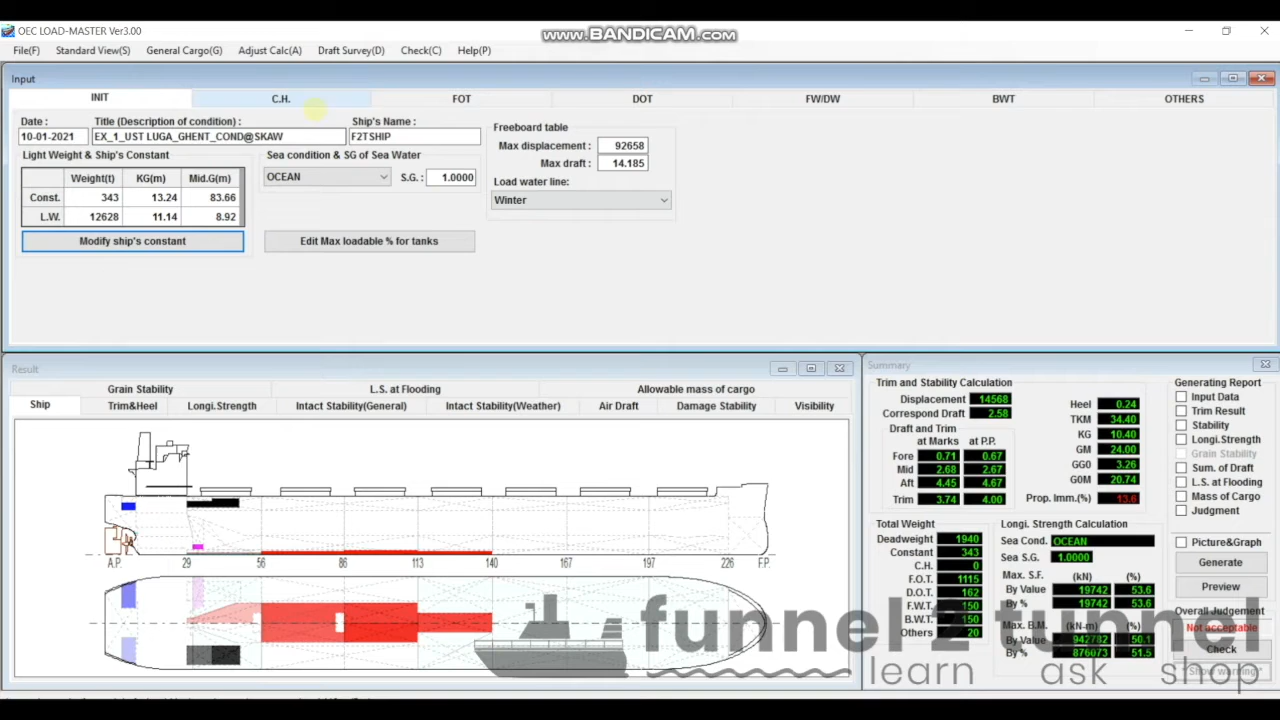 OEC LOAD-MASTER Ver3.00
www.BANDICAM.com
File(F) Standard View(S) General Cargo(G) Adjust Calc(A) Draft Survey(D) Check(C) Help(P)
Input
INIT C.H. FOT DOT FW/DW BWT OTHERS
Date : Title (Description of condition) : Ship's Name :
10-01-2021 EX_1_UST LUGA_GHENT_COND@SKAW F2TSHIP
Light Weight & Ship's Constant
Weight(t) KG(m) Mid.G(m)
Const. 343 13.24 83.66
L.W. 12628 11.14 8.92
Modify ship's constant
Sea condition & SG of Sea Water
OCEAN S.G. : 1.0000
Edit Max loadable % for tanks
Freeboard table
Max displacement : 92658
Max draft : 14.185
Load water line:
Winter
Result
Grain Stability L.S. at Flooding Allowable mass of cargo
Ship Trim&Heel Longi.Strength Intact Stability(General) Intact Stability(Weather) Air Draft Damage Stability Visibility
A.P. 29 56 86 113 140 167 197 226 F.P.
Summary
Trim and Stability Calculation
Displacement 14568
Correspond Draft 2.58
Draft and Trim
at Marks at P.P.
Fore 0.71 0.67
Mid 2.68 2.67
Aft 4.45 4.67
Trim 3.74 4.00
Heel 0.24
TKM 34.40
KG 10.40
GM 24.00
GG0 3.26
G0M 20.74
Prop. Imm.(%) 13.6
Total Weight
Deadweight 1940
Constant 343
C.H. 0
F.O.T. 1115
D.O.T. 162
F.W.T. 150
B.W.T. 150
Others 20
Longi. Strength Calculation
Sea Cond. OCEAN
Sea S.G. 1.0000
Max. S.F. (kN) (%)
By Value 19742 53.6
By % 19742 53.6
Max. B.M. (kN-m) (%)
By Value 942782 50.1
By % 876073 51.5
Generating Report
Input Data
Trim Result
Stability
Longi.Strength
Grain Stability
Sum. of Draft
L.S. at Flooding
Mass of Cargo
Judgment
Picture&Graph
Generate
Preview
Overall Judgement
Not acceptable
Check
Show warning
funnel 2 tunnel
learn ask shop